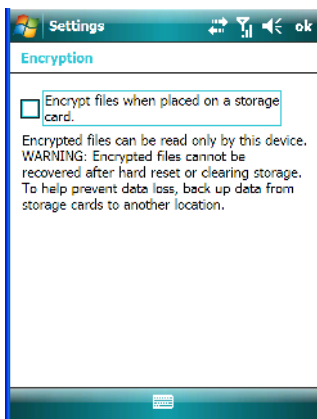 Settings ok
Encryption
Encrypt files when placed on a storage
card.
Encrypted files can be read only by this device.
WARNING: Encrypted files cannot be
recovered after hard reset or clearing storage.
To help prevent data loss, back up data from
storage cards to another location.